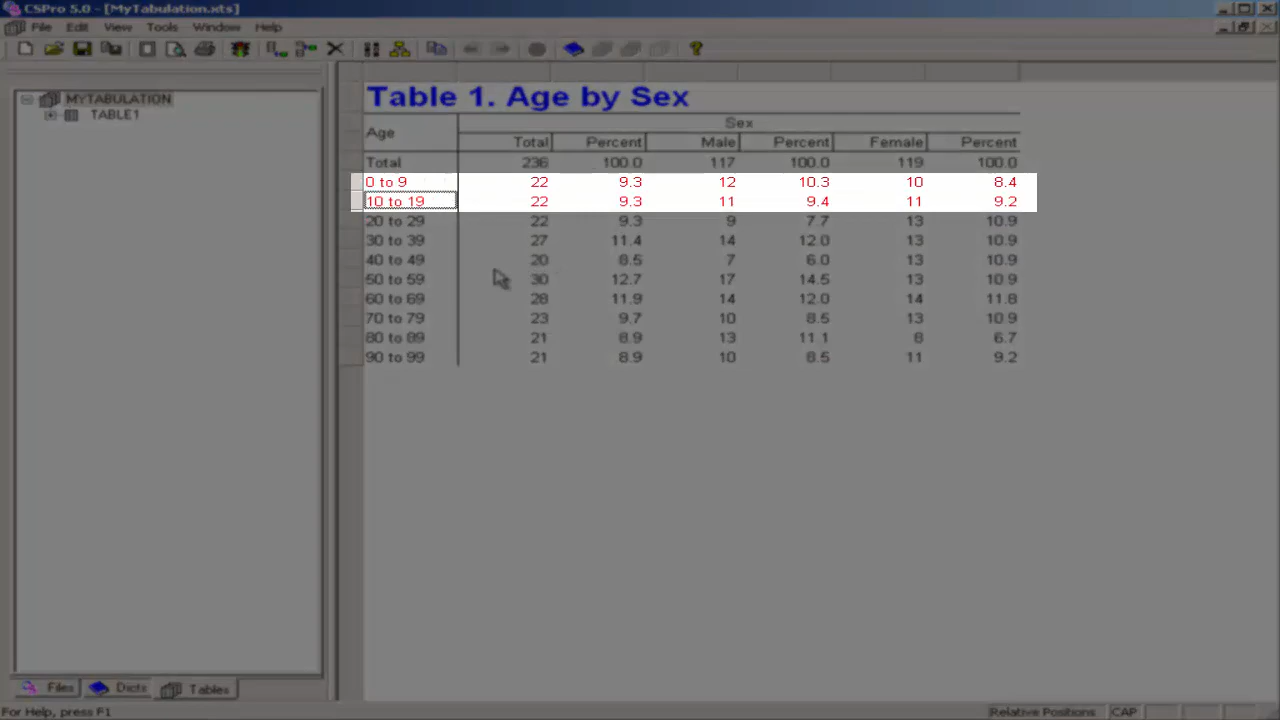 CSPro 5.0 - [MyTabulation.xts]
File Edit View Tools Window Help
MYTABULATION
TABLE1
Table 1. Age by Sex
Age Sex
Total Percent Male Percent Female Percent
Total 236 100.0 117 100.0 119 100.0
0 to 9 22 9.3 12 10.3 10 8.4
10 to 19 22 9.3 11 9.4 11 9.2
20 to 29 22 9.3 9 7.7 13 10.9
30 to 39 27 11.4 14 12.0 13 10.9
40 to 49 20 8.5 7 6.0 13 10.9
50 to 59 30 12.7 17 14.5 13 10.9
60 to 69 28 11.9 14 12.0 14 11.8
70 to 79 23 9.7 10 8.5 13 10.9
80 to 89 21 8.9 13 11.1 8 6.7
90 to 99 21 8.9 10 8.5 11 9.2
Files Dicts Tables
For Help, press F1 Relative Positions CAP